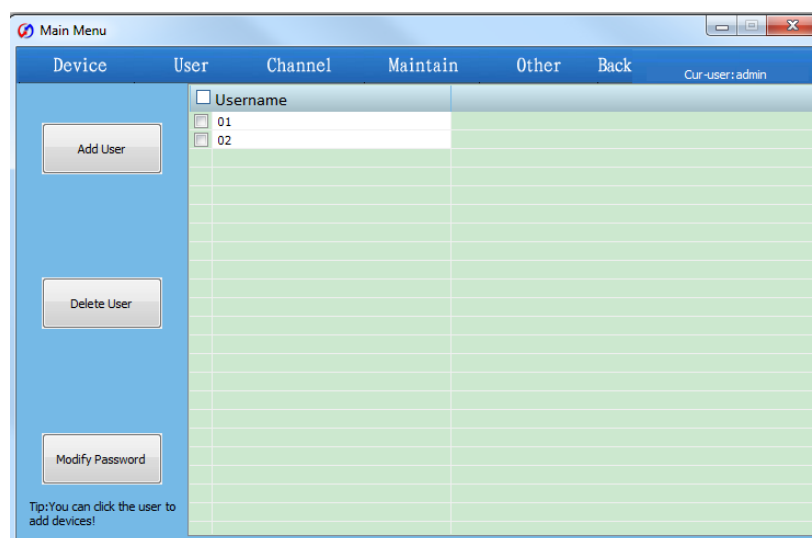 Main Menu
Device User Channel Maintain Other Back Cur-user:admin
Username
01
02
Add User
Delete User
Modify Password
Tip:You can click the user to
add devices!